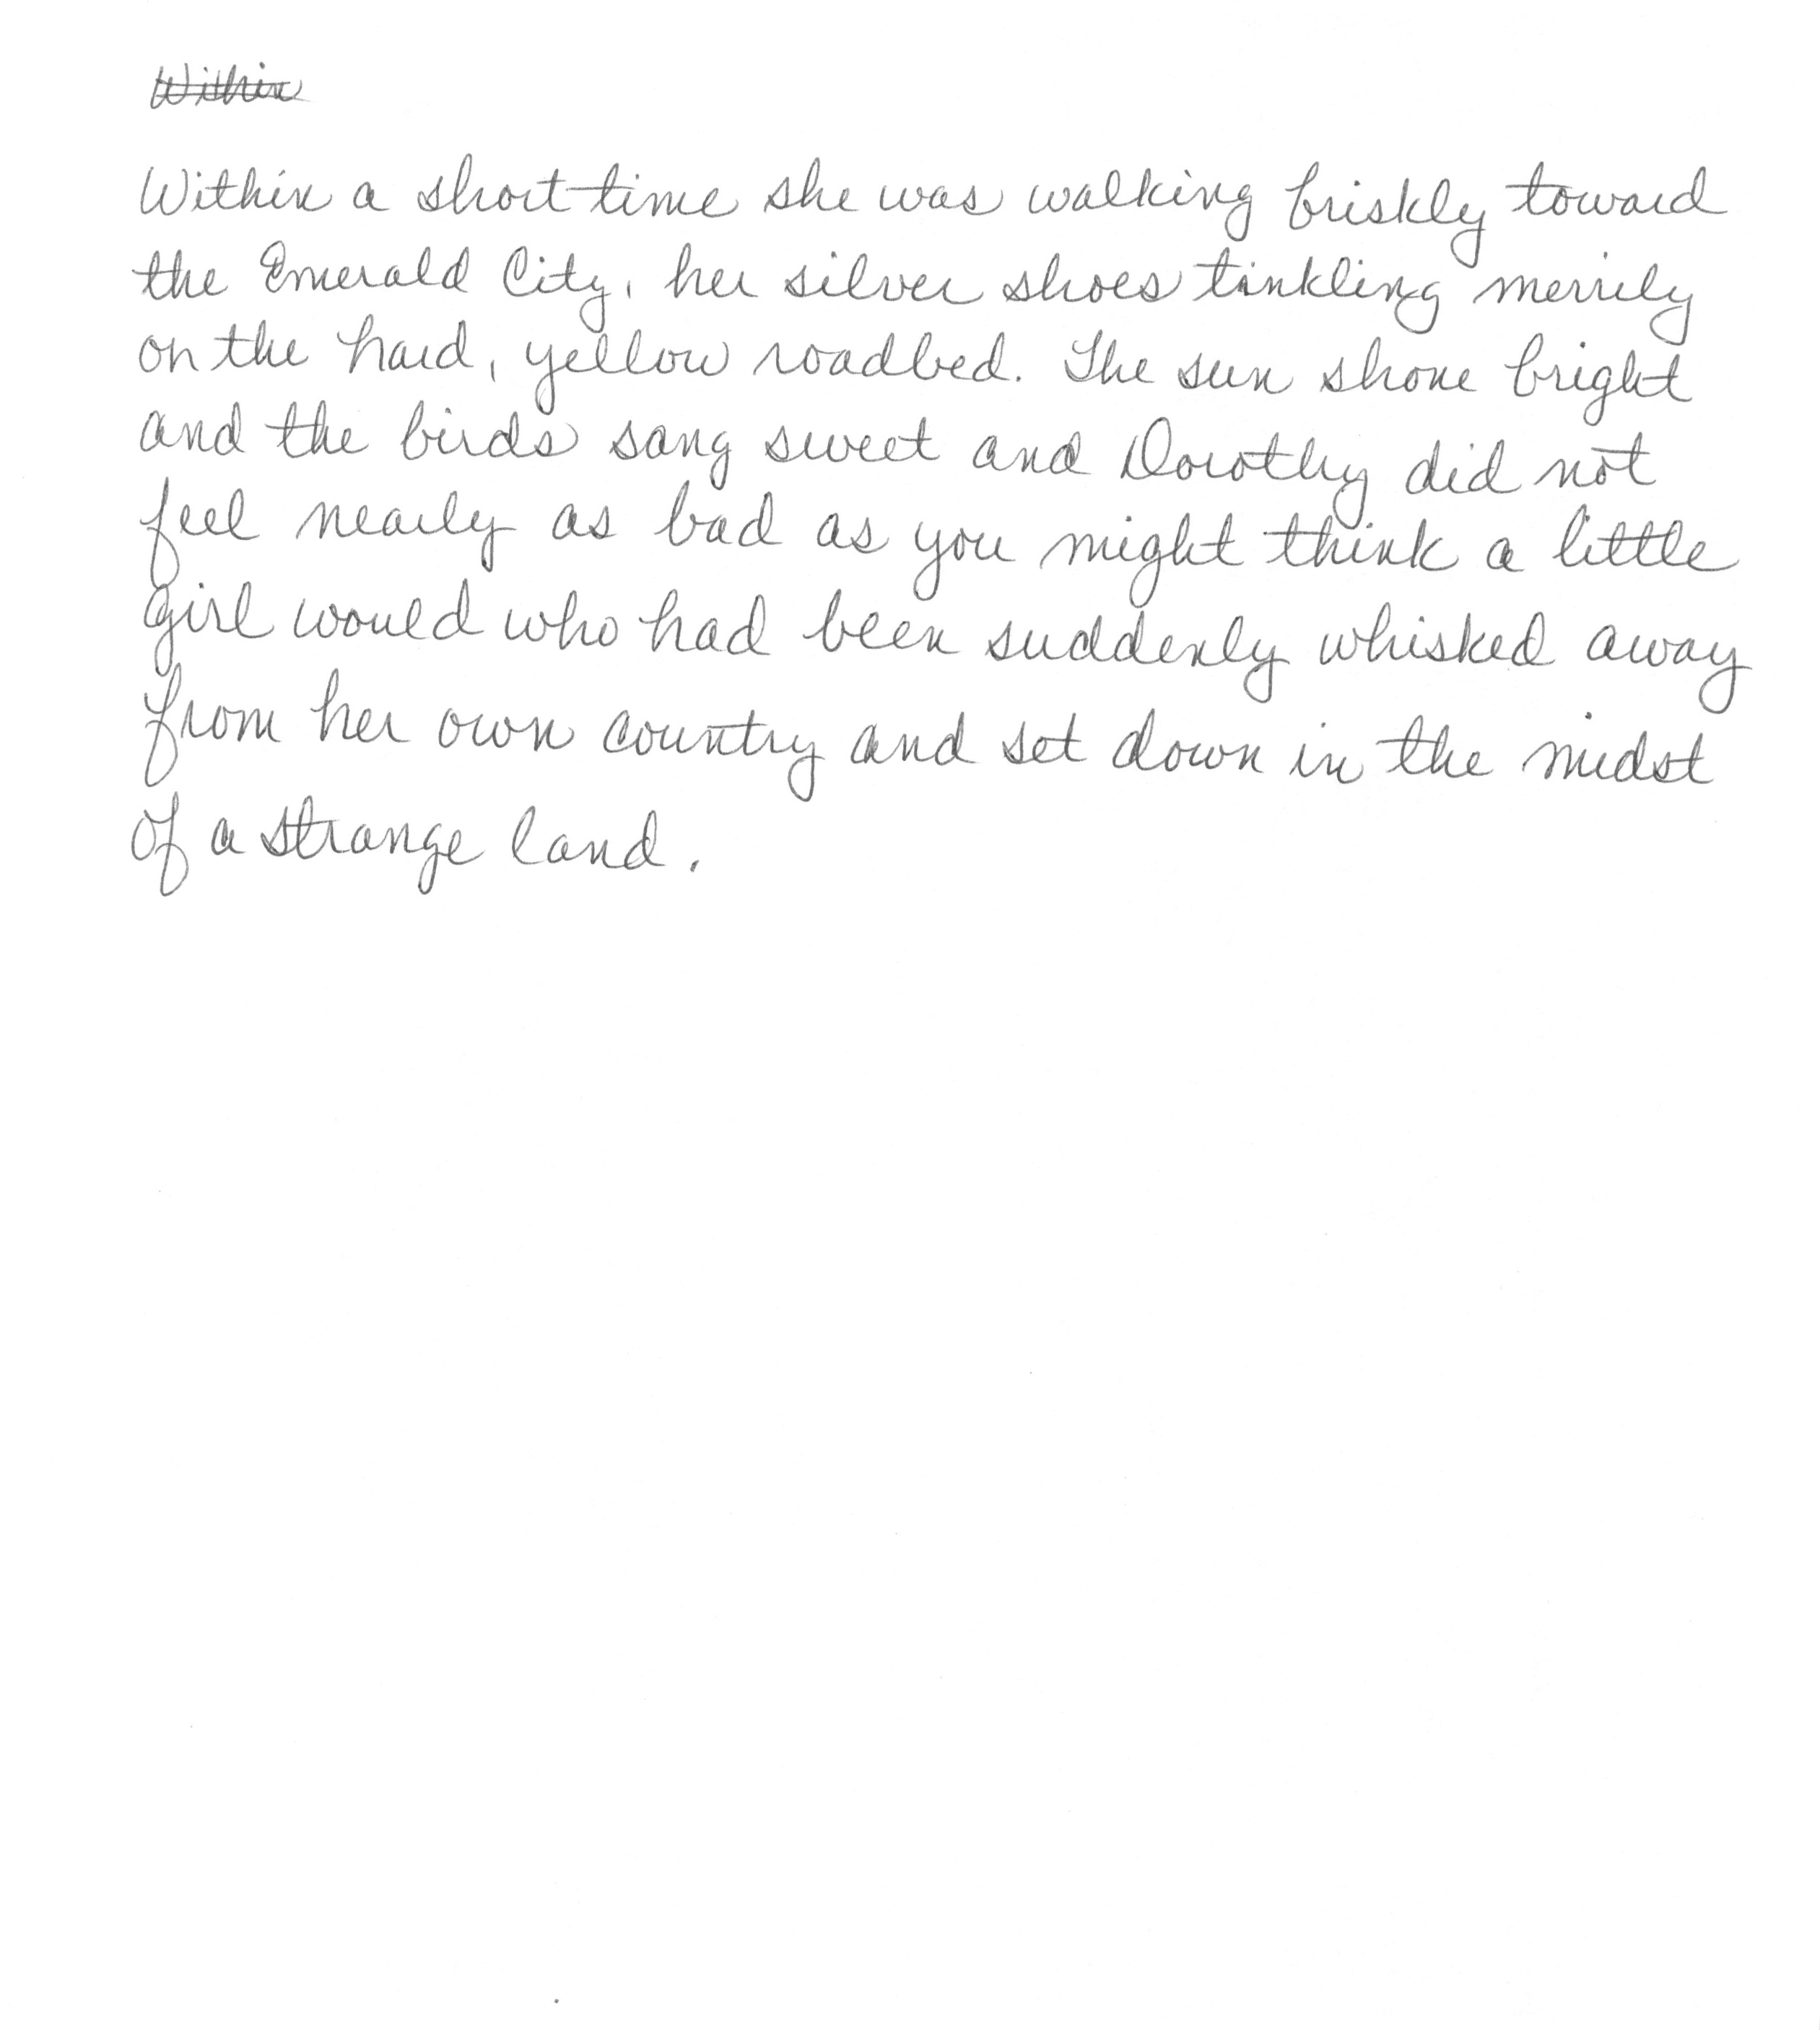 Within
Within a short time she was walking briskly toward
the Emerald City, her silver shoes tinkling merrily
on the hard, yellow roadbed. The sun shone bright
and the birds sang sweet and Dorothy did not
feel nearly as bad as you might think a little
girl would who had been suddenly whisked away
from her own country and set down in the midst
of a strange land.